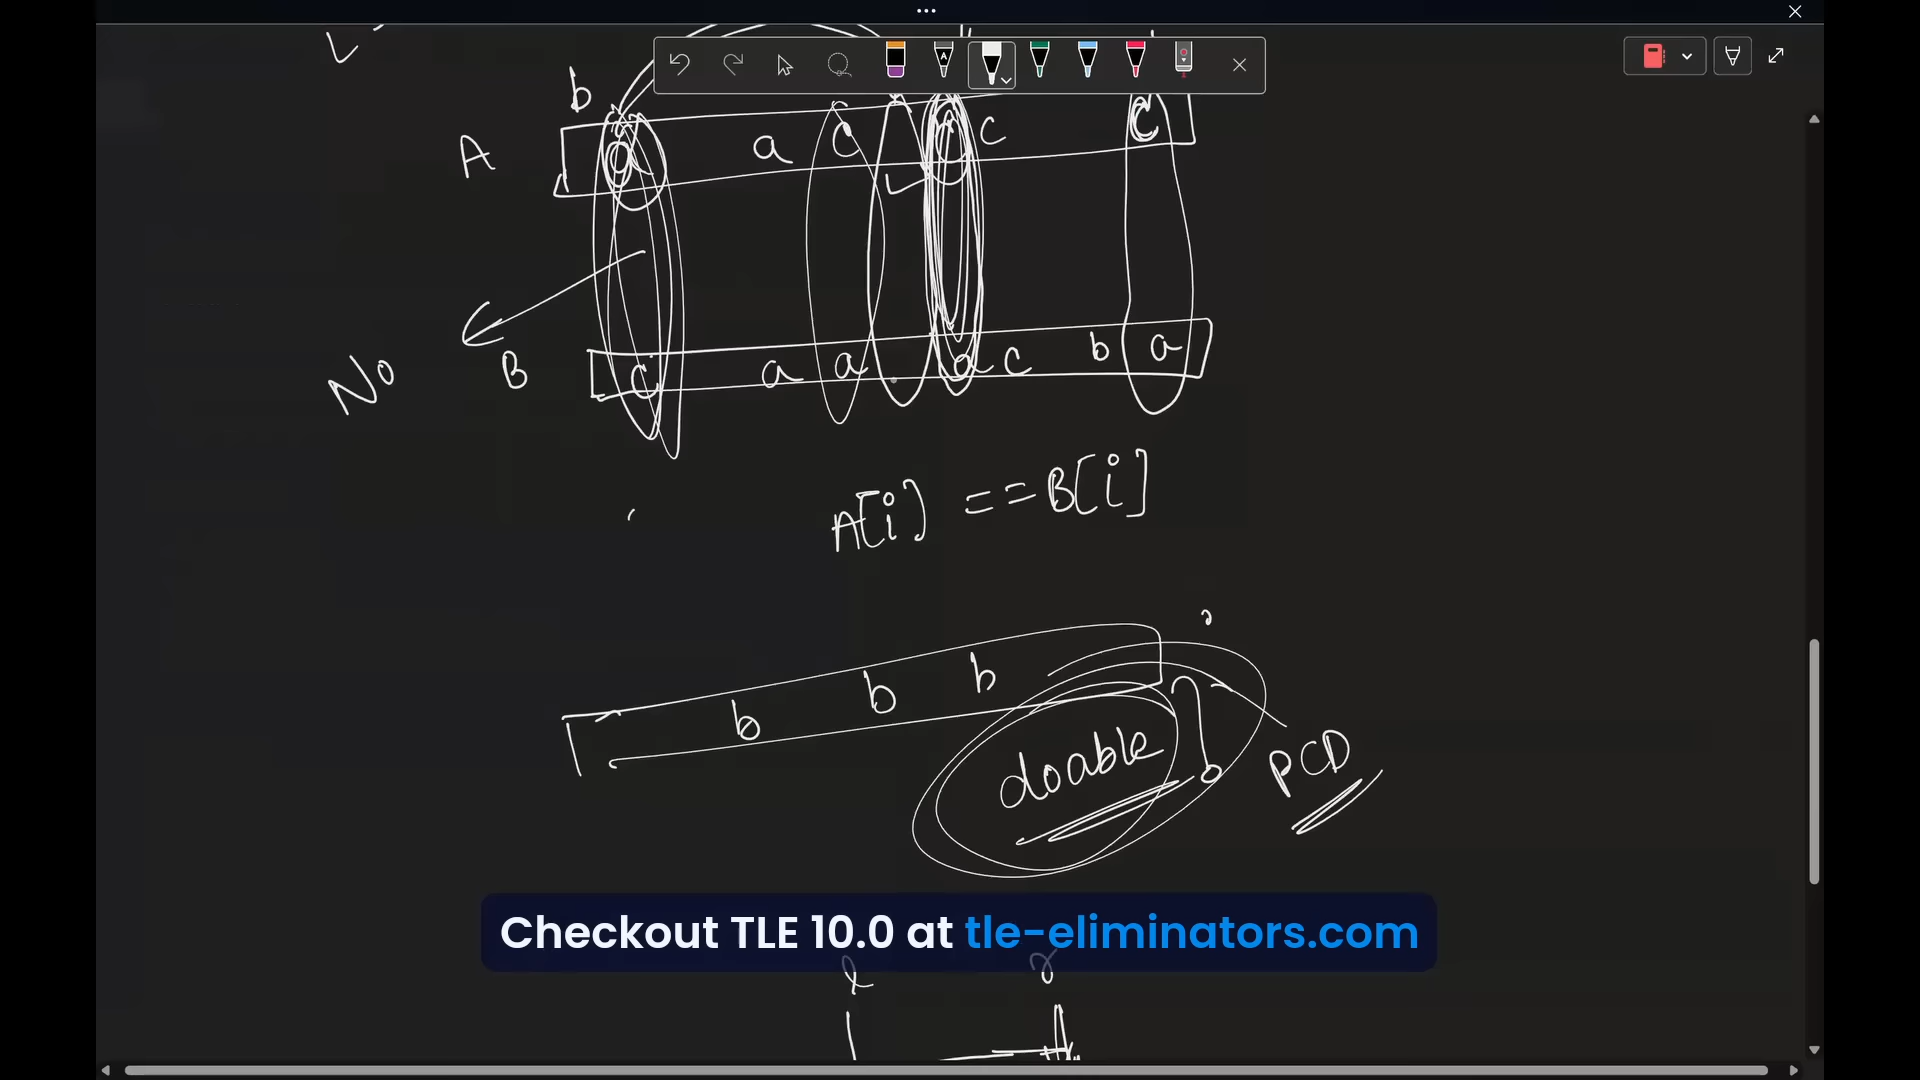 b
A a c c c
B c a a a c b a
No
A[i] == B[i]
b b b
doable ?
PCD
Checkout TLE 10.0 at tle-eliminators.com
l r